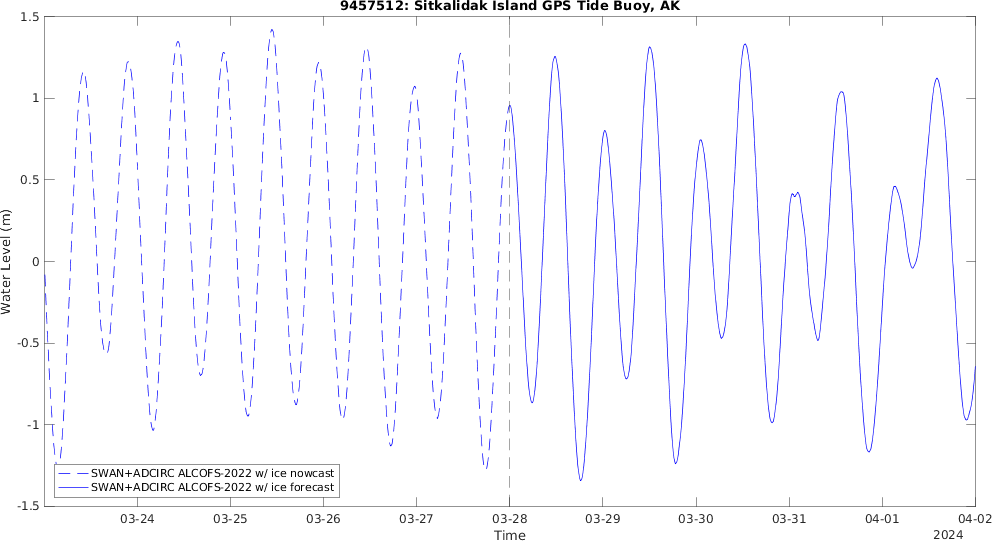 9457512: Sitkalidak Island GPS Tide Buoy, AK
1.5
1
0.5
0
-0.5
-1
-1.5
Water Level (m)
SWAN+ADCIRC ALCOFS-2022 w/ ice nowcast
SWAN+ADCIRC ALCOFS-2022 w/ ice forecast
03-24 03-25 03-26 03-27 03-28 03-29 03-30 03-31 04-01 04-02
Time
2024